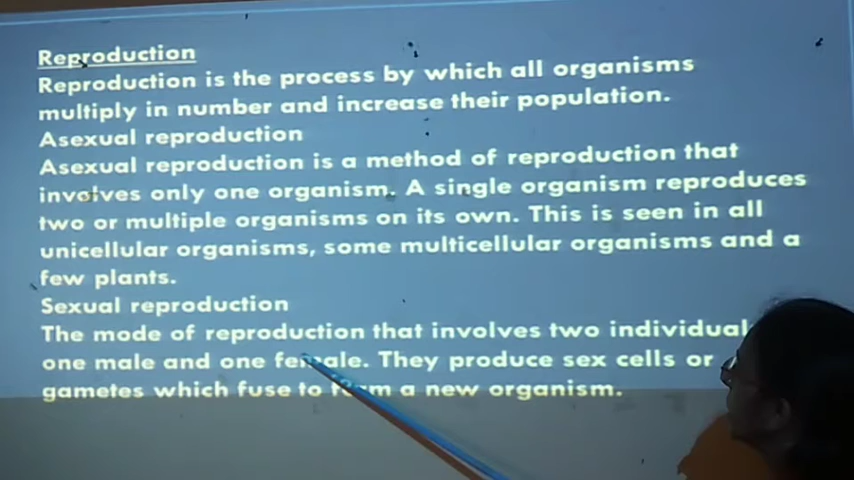 Reproduction
Reproduction is the process by which all organisms
multiply in number and increase their population.
Asexual reproduction
Asexual reproduction is a method of reproduction that
involves only one organism. A single organism reproduces
two or multiple organisms on its own. This is seen in all
unicellular organisms, some multicellular organisms and a
few plants.
Sexual reproduction
The mode of reproduction that involves two individual
one male and one female. They produce sex cells or
gametes which fuse to form a new organism.